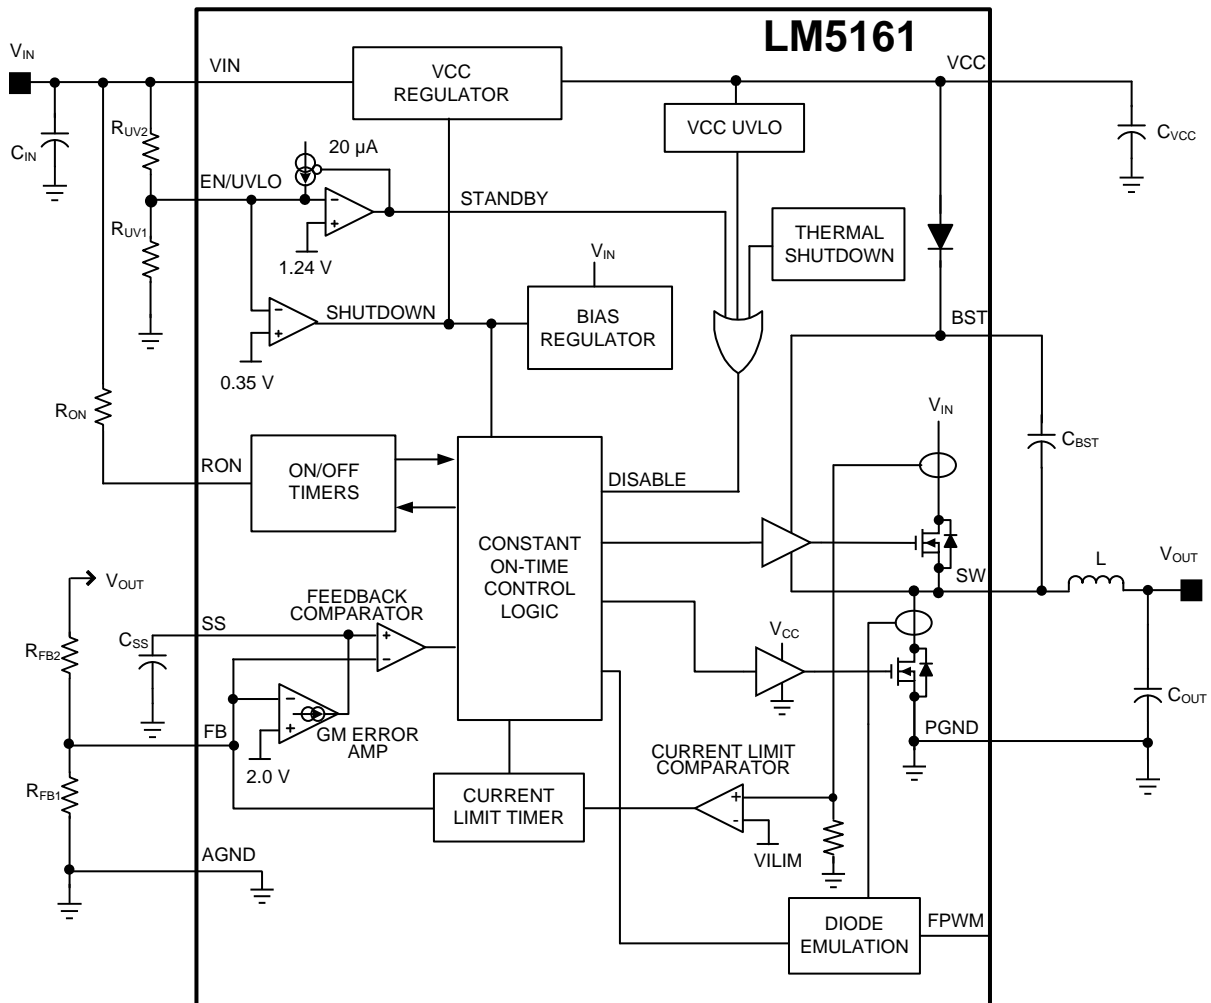 LM5161
VIN
VIN
VCC
REGULATOR
VCC
VCC UVLO
CVCC
CIN
RUV2
20 µA
EN/UVLO
STANDBY
RUV1
1.24 V
THERMAL
SHUTDOWN
VIN
SHUTDOWN
BIAS
REGULATOR
BST
0.35 V
RON
VIN
CBST
RON
ON/OFF
TIMERS
DISABLE
CONSTANT
ON-TIME
CONTROL
LOGIC
VOUT
L
SW
VOUT
FEEDBACK
COMPARATOR
SS
CSS
RFB2
VCC
COUT
GM ERROR
AMP
FB
2.0 V
PGND
CURRENT LIMIT
COMPARATOR
RFB1
CURRENT
LIMIT TIMER
VILIM
AGND
DIODE
EMULATION
FPWM